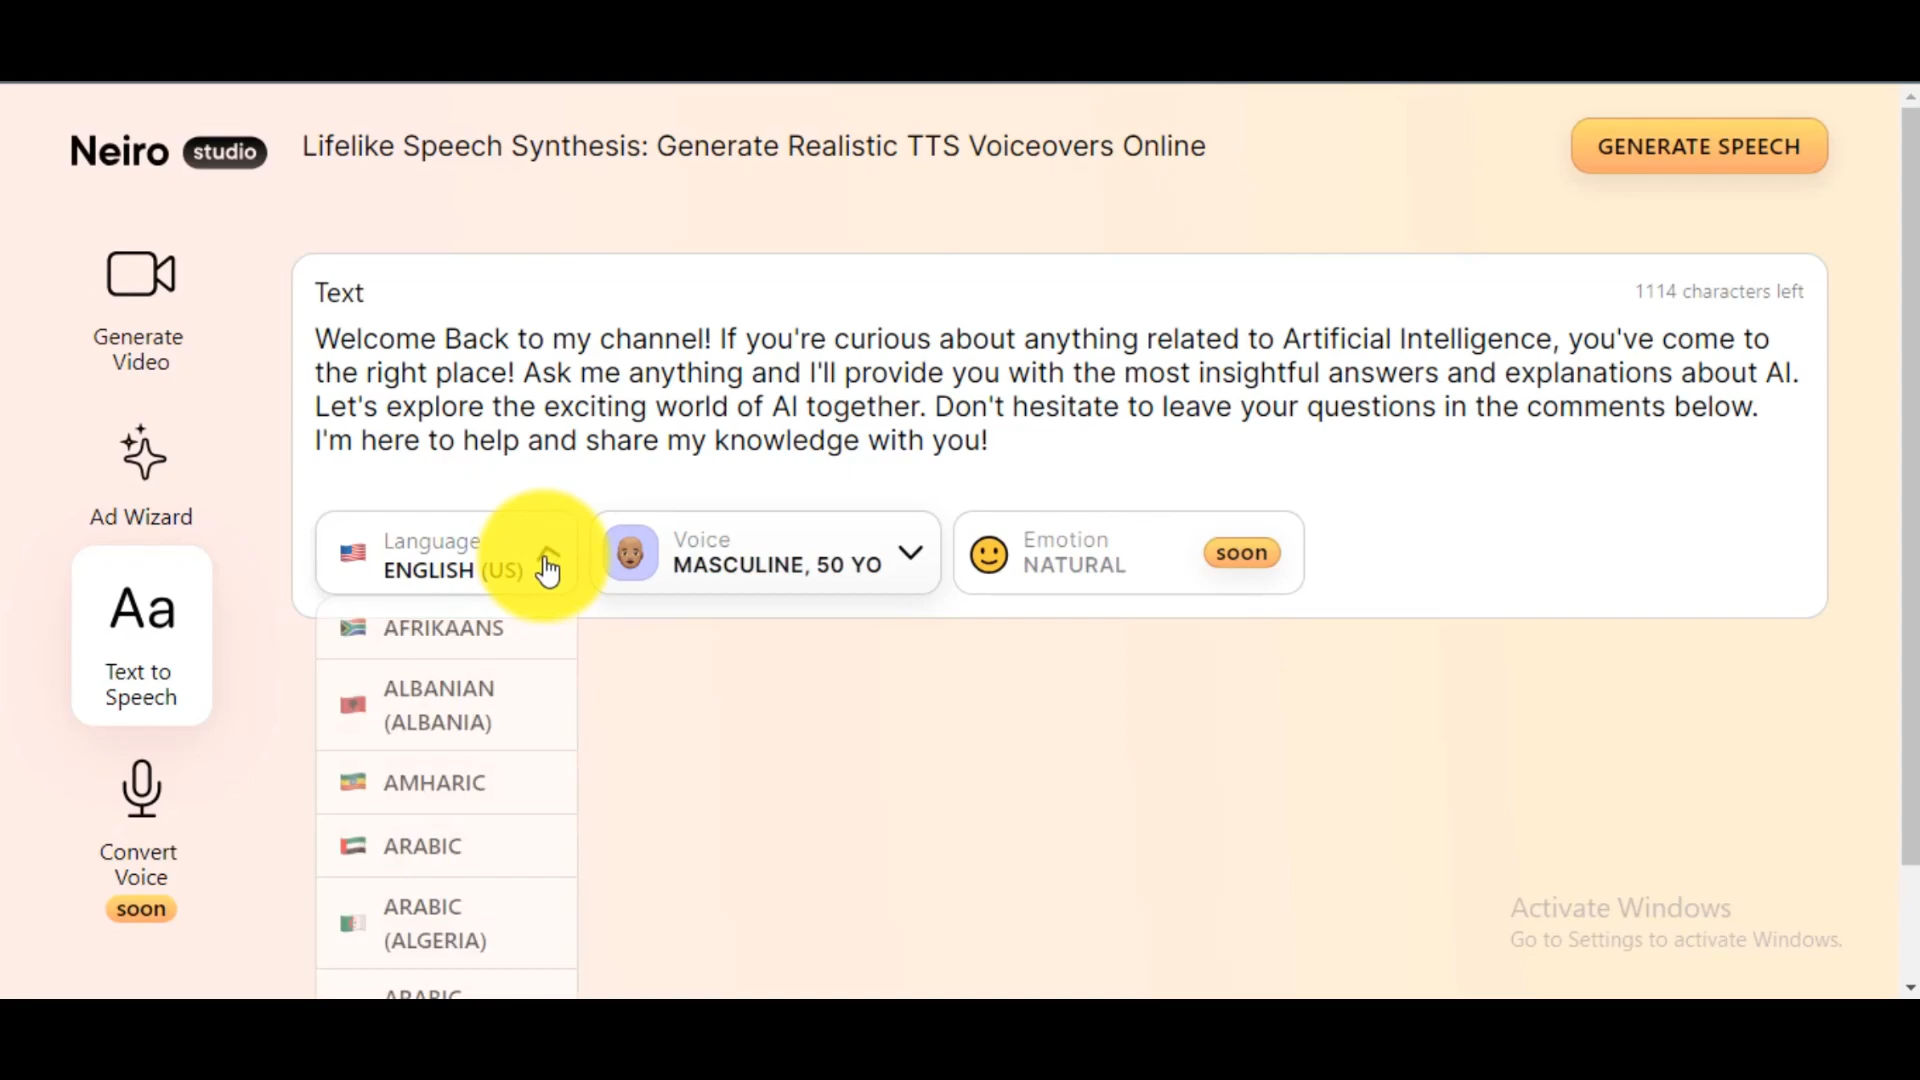 Neiro studio
Lifelike Speech Synthesis: Generate Realistic TTS Voiceovers Online
GENERATE SPEECH
Generate
Video
Ad Wizard
Aa
Text to
Speech
Convert
Voice
soon
Text
1114 characters left
Welcome Back to my channel! If you're curious about anything related to Artificial Intelligence, you've come to
the right place! Ask me anything and I'll provide you with the most insightful answers and explanations about AI.
Let's explore the exciting world of AI together. Don't hesitate to leave your questions in the comments below.
I'm here to help and share my knowledge with you!
Language
ENGLISH (US)
Voice
MASCULINE, 50 YO
Emotion
NATURAL
soon
AFRIKAANS
ALBANIAN
(ALBANIA)
AMHARIC
ARABIC
ARABIC
(ALGERIA)
ARABIC
Activate Windows
Go to Settings to activate Windows.